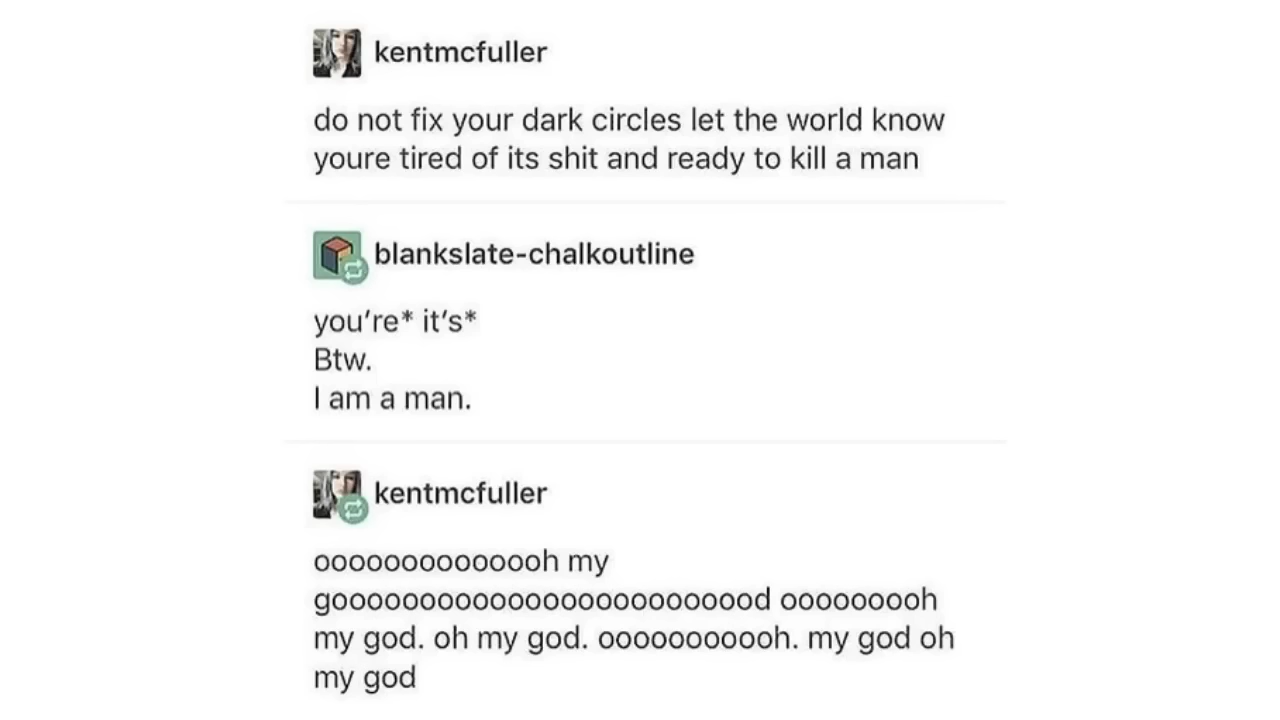 kentmcfuller
do not fix your dark circles let the world know
youre tired of its shit and ready to kill a man
blankslate-chalkoutline
you're* it's*
Btw.
I am a man.
kentmcfuller
ooooooooooooooh my
goooooooooooooooooooooooood ooooooooh
my god. oh my god. oooooooooooh. my god oh
my god